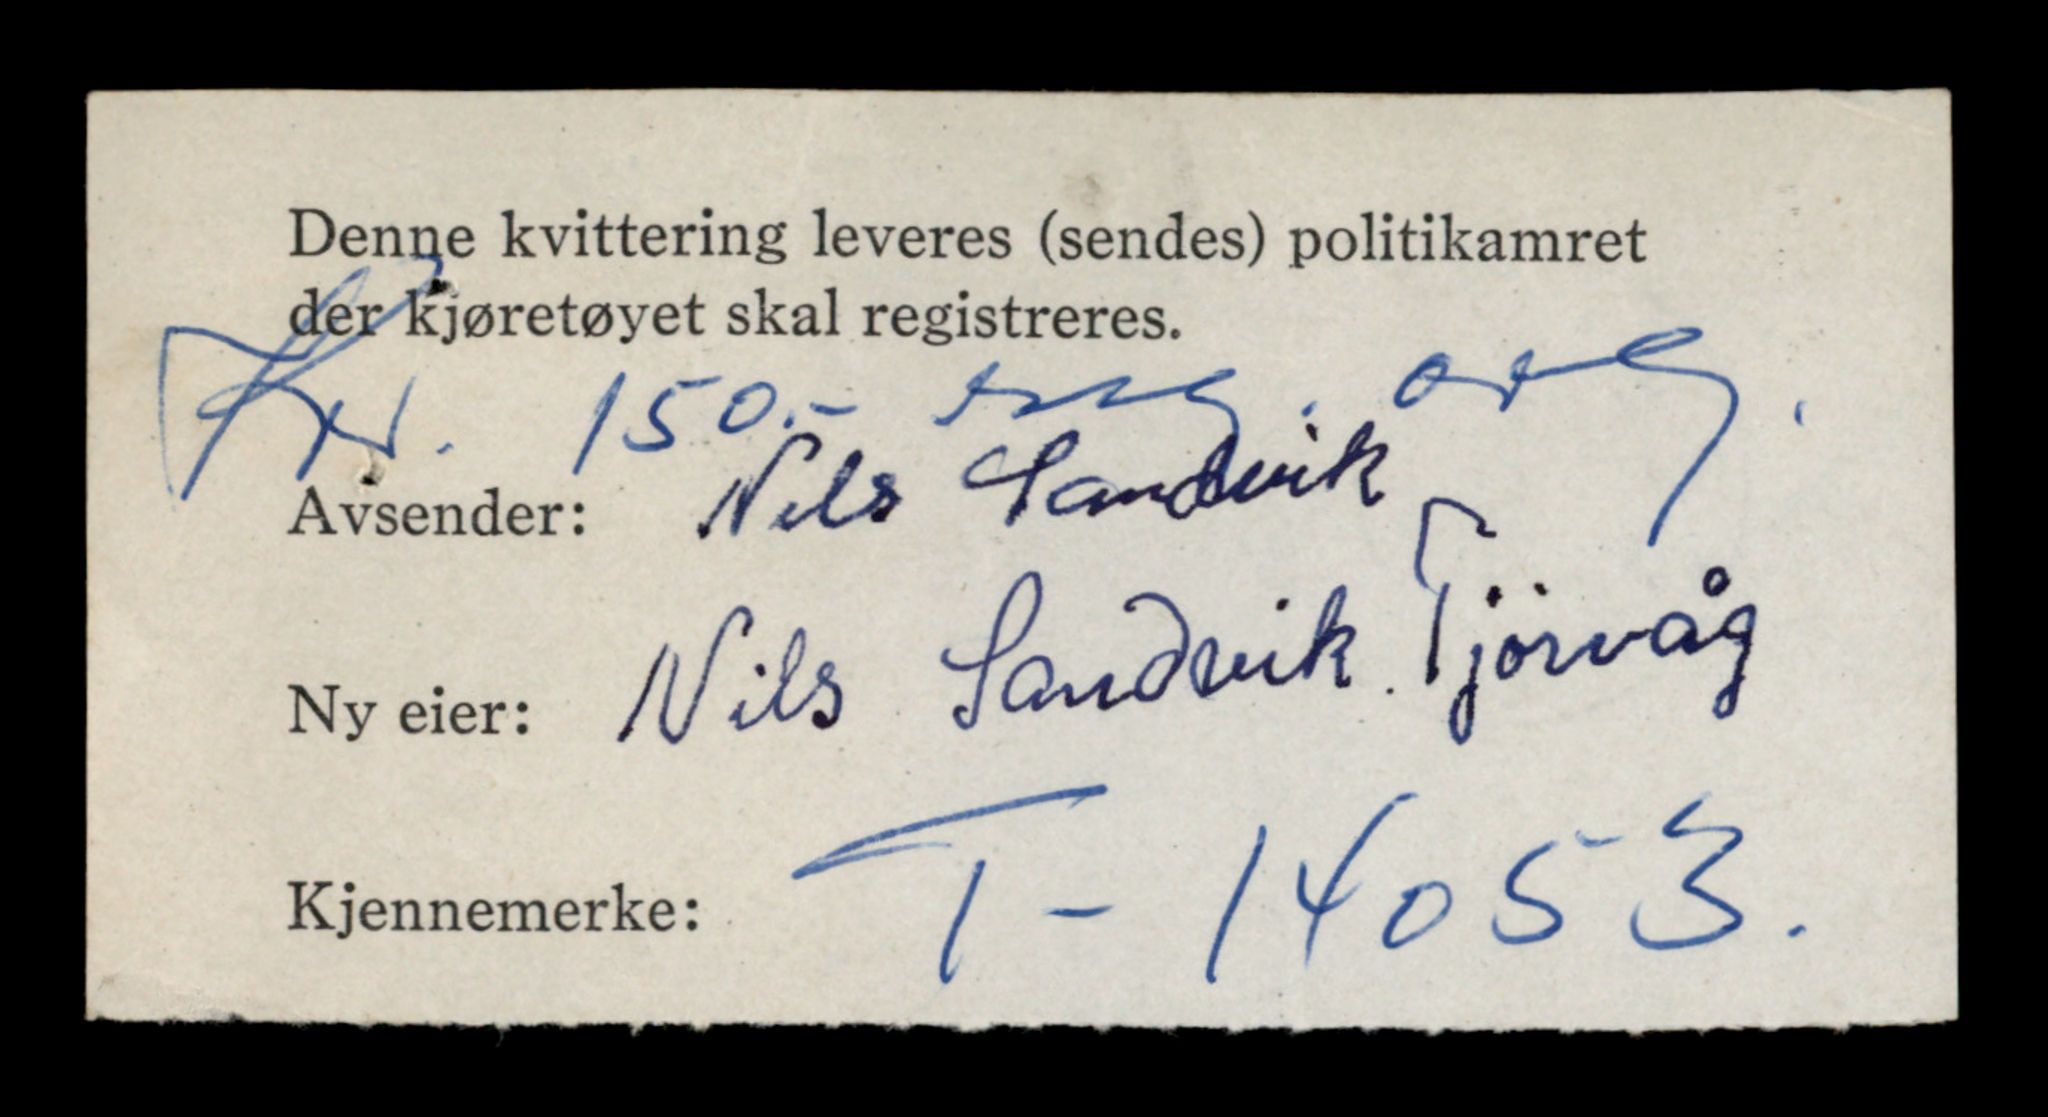 Denne kvittering leveres (sendes) politikamret
der kjøretøyet skal registreres.
Kr. 150.-
Avsender: Nils Sandvik
Ny eier: Nils Sandvik. Tjörvåg
Kjennemerke: T-14053.